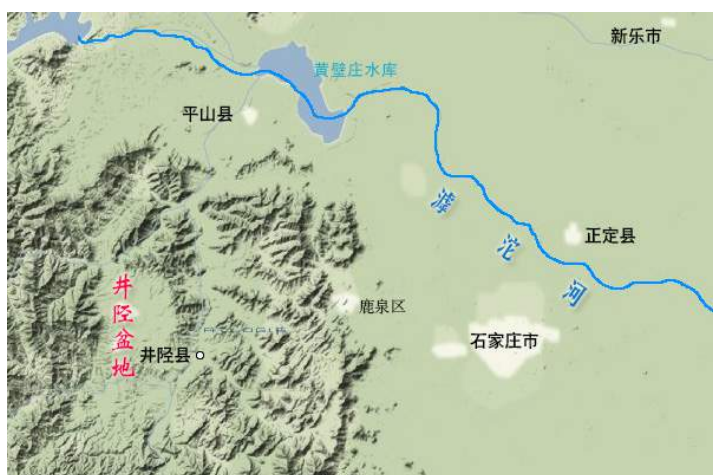 新乐市
黄壁庄水库
平山县
滹沱河
正定县
井陉盆地
鹿泉区
石家庄市
井陉县